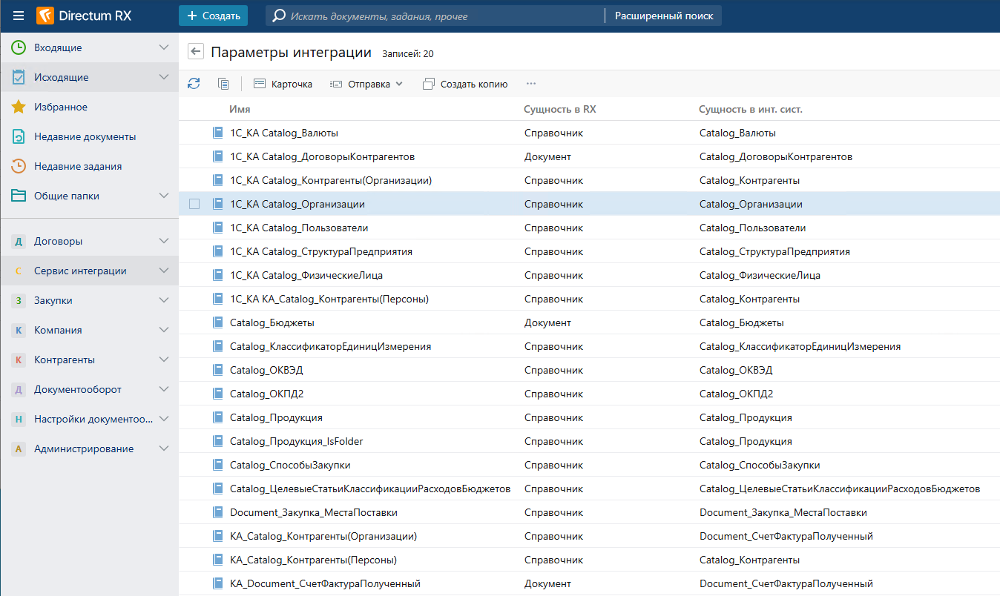 Directum RX
+ Создать
Искать документы, задания, прочее
Расширенный поиск
Входящие
Исходящие
Избранное
Недавние документы
Недавние задания
Общие папки
Д Договоры
С Сервис интеграции
З Закупки
К Компания
К Контрагенты
Д Документооборот
Н Настройки документоо...
А Администрирование
Параметры интеграции Записей: 20
Карточка Отправка Создать копию ...
Имя Сущность в RX Сущность в инт. сист.
1С_КА Catalog_Валюты Справочник Catalog_Валюты
1С_КА Catalog_ДоговорыКонтрагентов Документ Catalog_ДоговорыКонтрагентов
1С_КА Catalog_Контрагенты(Организации) Справочник Catalog_Контрагенты
1С_КА Catalog_Организации Справочник Catalog_Организации
1С_КА Catalog_Пользователи Справочник Catalog_Пользователи
1С_КА Catalog_СтруктураПредприятия Справочник Catalog_СтруктураПредприятия
1С_КА Catalog_ФизическиеЛица Справочник Catalog_ФизическиеЛица
1С_КА KA_Catalog_Контрагенты(Персоны) Справочник Catalog_Контрагенты
Catalog_Бюджеты Документ Catalog_Бюджеты
Catalog_КлассификаторЕдиницИзмерения Справочник Catalog_КлассификаторЕдиницИзмерения
Catalog_ОКВЭД Справочник Catalog_ОКВЭД
Catalog_ОКПД2 Справочник Catalog_ОКПД2
Catalog_Продукция Справочник Catalog_Продукция
Catalog_Продукция_IsFolder Справочник Catalog_Продукция
Catalog_СпособыЗакупки Справочник Catalog_СпособыЗакупки
Catalog_ЦелевыеСтатьиКлассификацииРасходовБюджетов Справочник Catalog_ЦелевыеСтатьиКлассификацииРасходовБюджетов
Document_Закупка_МестаПоставки Справочник Document_Закупка_МестаПоставки
KA_Catalog_Контрагенты(Организации) Справочник Document_СчетФактураПолученный
KA_Catalog_Контрагенты(Персоны) Справочник Catalog_Контрагенты
KA_Document_СчетФактураПолученный Документ Document_СчетФактураПолученный